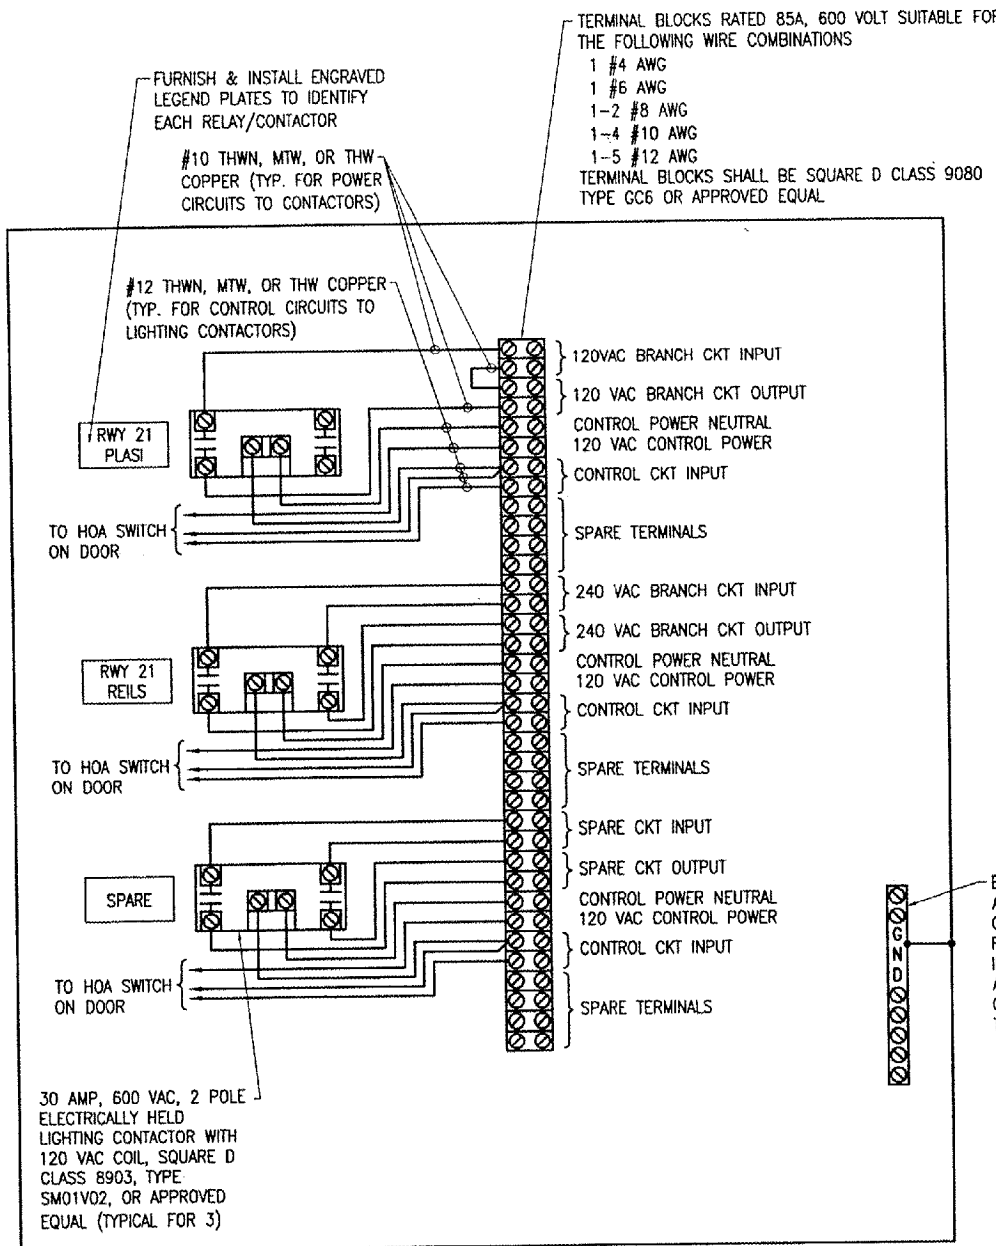 TERMINAL BLOCKS RATED 85A, 600 VOLT SUITABLE FOR
THE FOLLOWING WIRE COMBINATIONS
1 #4 AWG
1 #6 AWG
1-2 #8 AWG
1-4 #10 AWG
1-5 #12 AWG
TERMINAL BLOCKS SHALL BE SQUARE D CLASS 9080
TYPE GC6 OR APPROVED EQUAL
FURNISH & INSTALL ENGRAVED
LEGEND PLATES TO IDENTIFY
EACH RELAY/CONTACTOR
#10 THWN, MTW, OR THW
COPPER (TYP. FOR POWER
CIRCUITS TO CONTACTORS)
#12 THWN, MTW, OR THW COPPER
(TYP. FOR CONTROL CIRCUITS TO
LIGHTING CONTACTORS)
120VAC BRANCH CKT INPUT
120 VAC BRANCH CKT OUTPUT
CONTROL POWER NEUTRAL
120 VAC CONTROL POWER
CONTROL CKT INPUT
SPARE TERMINALS
RWY 21
PLASI
TO HOA SWITCH
ON DOOR
240 VAC BRANCH CKT INPUT
240 VAC BRANCH CKT OUTPUT
CONTROL POWER NEUTRAL
120 VAC CONTROL POWER
CONTROL CKT INPUT
SPARE TERMINALS
RWY 21
REILS
TO HOA SWITCH
ON DOOR
SPARE CKT INPUT
SPARE CKT OUTPUT
CONTROL POWER NEUTRAL
120 VAC CONTROL POWER
CONTROL CKT INPUT
SPARE TERMINALS
SPARE
TO HOA SWITCH
ON DOOR
GND
30 AMP, 600 VAC, 2 POLE
ELECTRICALLY HELD
LIGHTING CONTACTOR WITH
120 VAC COIL, SQUARE D
CLASS 8903, TYPE
SMO1V02, OR APPROVED
EQUAL (TYPICAL FOR 3)